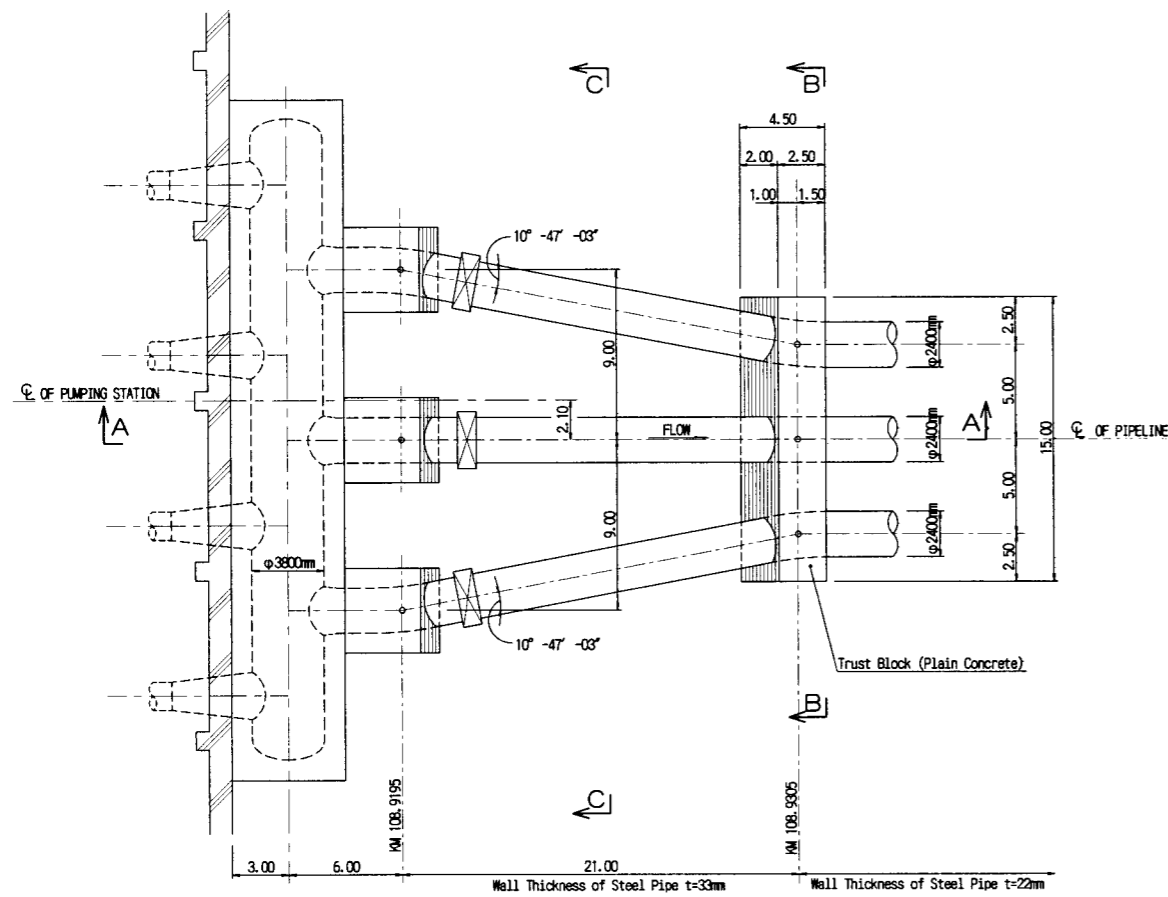 C
B
4.50
2.00
2.50
1.00
1.50
10° -47′ -03″
9.00
2.50
φ2400mm
5.00
℄ OF PUMPING STATION
A
2.10
FLOW
φ2400mm
A
℄ OF PIPELINE
15.00
9.00
5.00
φ3800mm
φ2400mm
2.50
10° -47′ -03″
Trust Block (Plain Concrete)
B
C
KM 108.9195
KM 108.9305
3.00
6.00
21.00
Wall Thickness of Steel Pipe t=33mm
Wall Thickness of Steel Pipe t=22mm